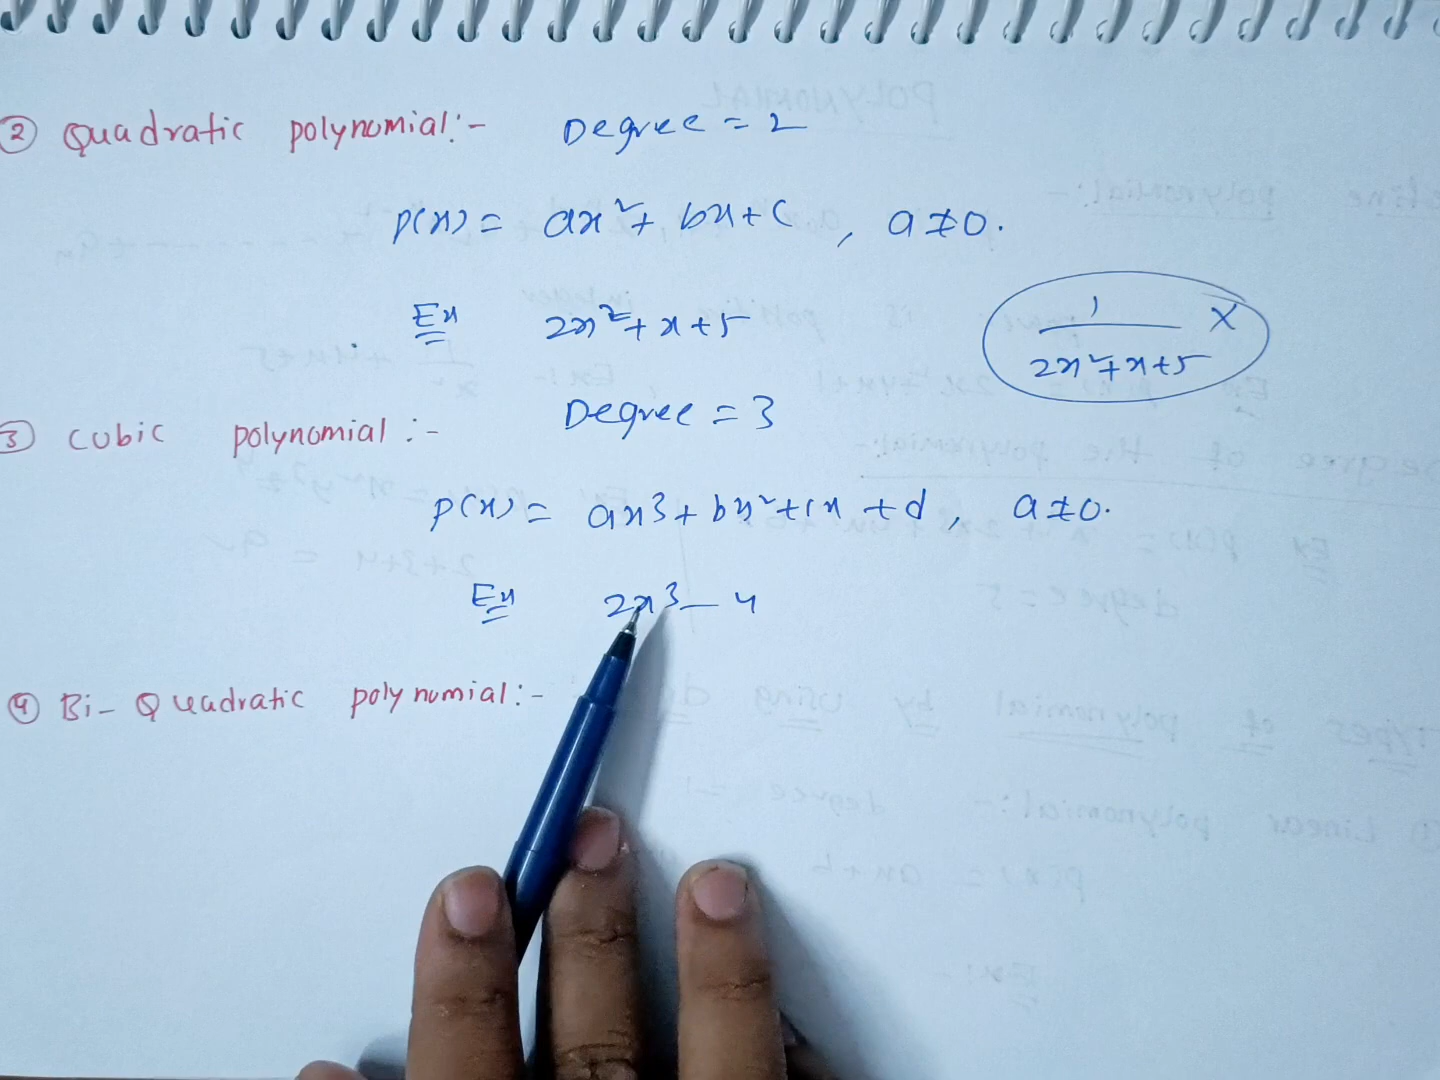 ② Quadratic polynomial:- Degree = 2
p(x) = ax²+ bx+c , a≠0.
Ex 2x²+x+5 1/2x²+x+5 ×
③ cubic polynomial :- Degree = 3
p(x) = ax3+bx²+cx +d, a≠0.
Ex 2x³- 4
④ Bi-Quadratic polynomial:-